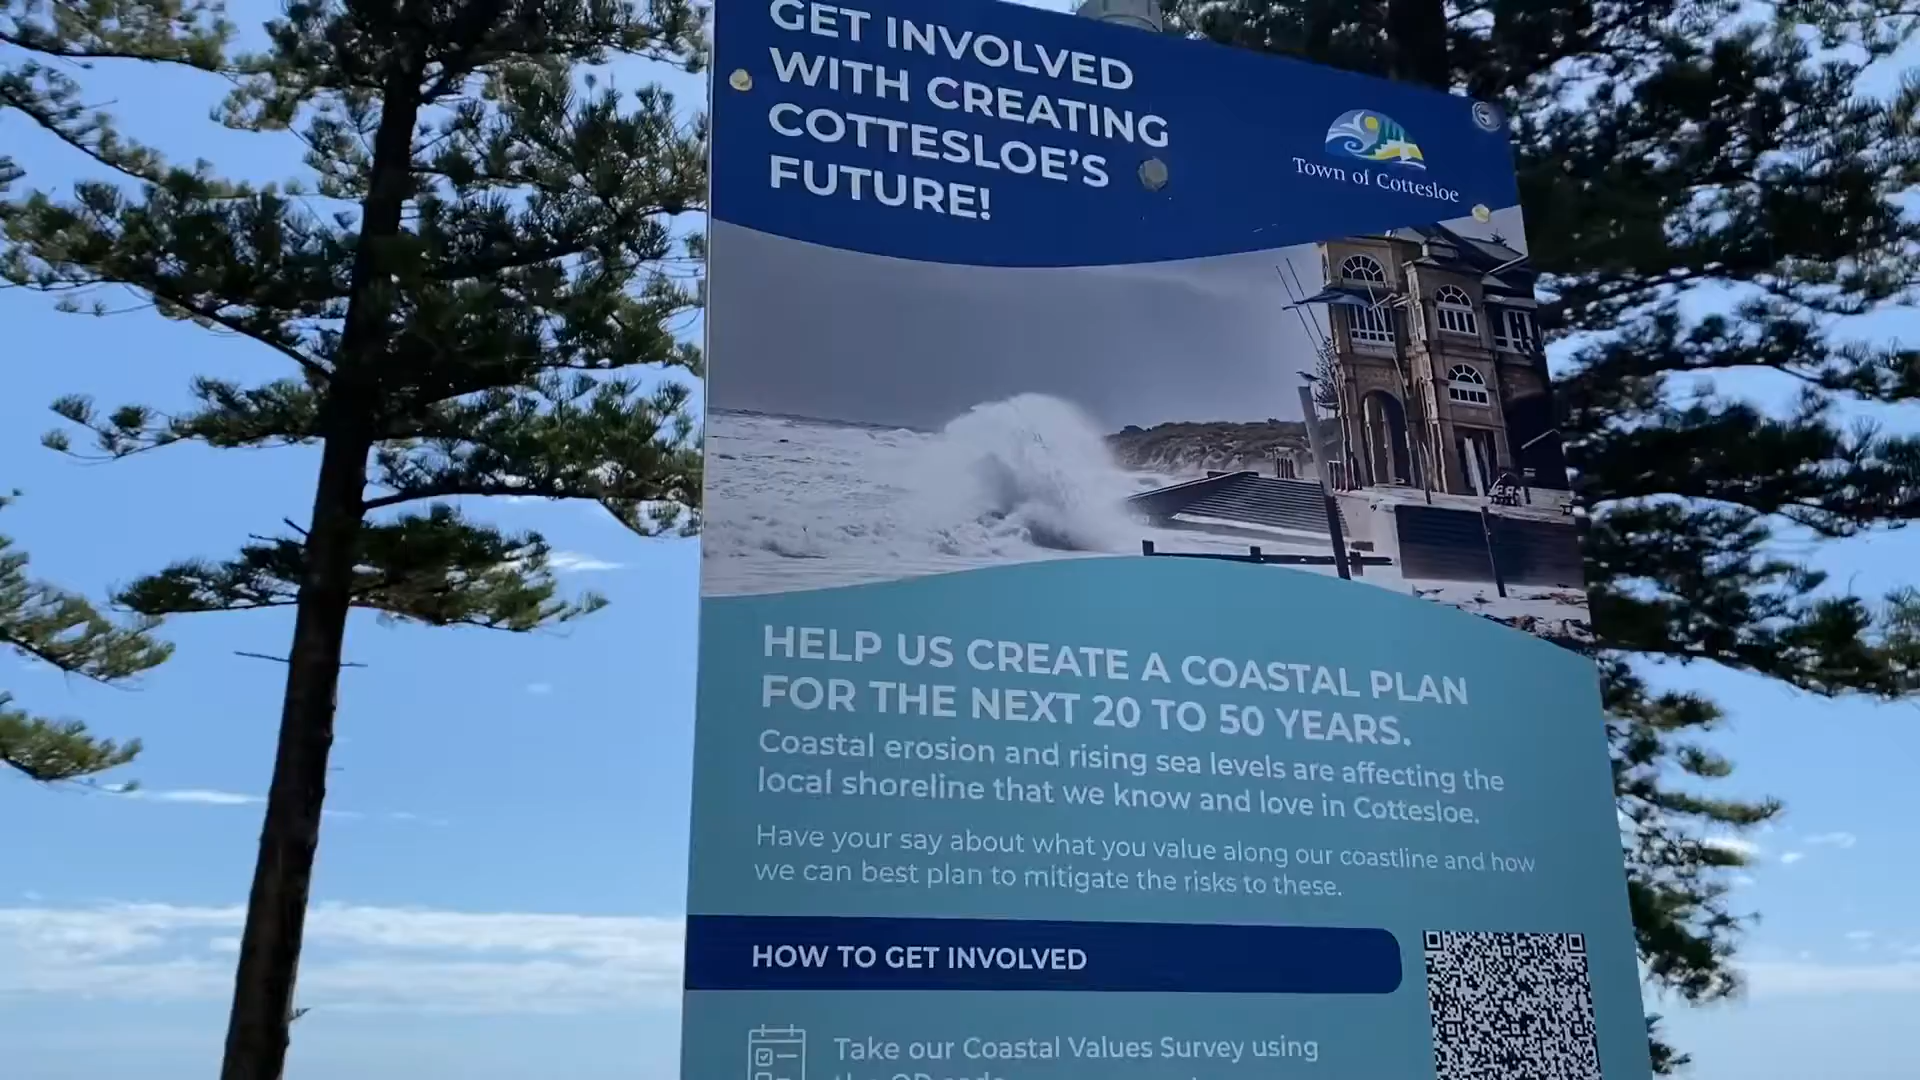 GET INVOLVED
WITH CREATING
COTTESLOE'S
FUTURE!
Town of Cottesloe
HELP US CREATE A COASTAL PLAN
FOR THE NEXT 20 TO 50 YEARS.
Coastal erosion and rising sea levels are affecting the
local shoreline that we know and love in Cottesloe.
Have your say about what you value along our coastline and how
we can best plan to mitigate the risks to these.
HOW TO GET INVOLVED
Take our Coastal Values Survey using